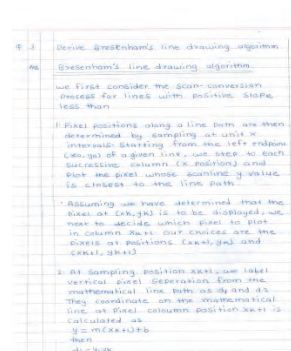 Q.3 Derive Bresenham's line drawing algorithm
Ans Bresenham's line drawing algorithm.
we first consider the scan-conversion
process for lines with positive slope
less than
1. Pixel positions along a line path are then
determined by sampling at unit x
intervals. Starting from the left endpoint
(x0, y0) of a given line, we step to each
successive column (x position) and
plot the pixel whose scanline y value
is closest to the line path
Assuming we have determined that the
pixel at (xk, yk) is to be displayed, we
next to decide which pixel to plot
in column xk+1. our choices are the
pixels at positions (xk+1, yk) and
(xk+1, yk+1)
2. At sampling position xk+1, we label
vertical pixel seperation from the
mathematical line path as d1 and d2
They coordinate on the mathematical
line at pixel coloumn position xk+1 is
calculated as
y = m(xk+1)+b
then